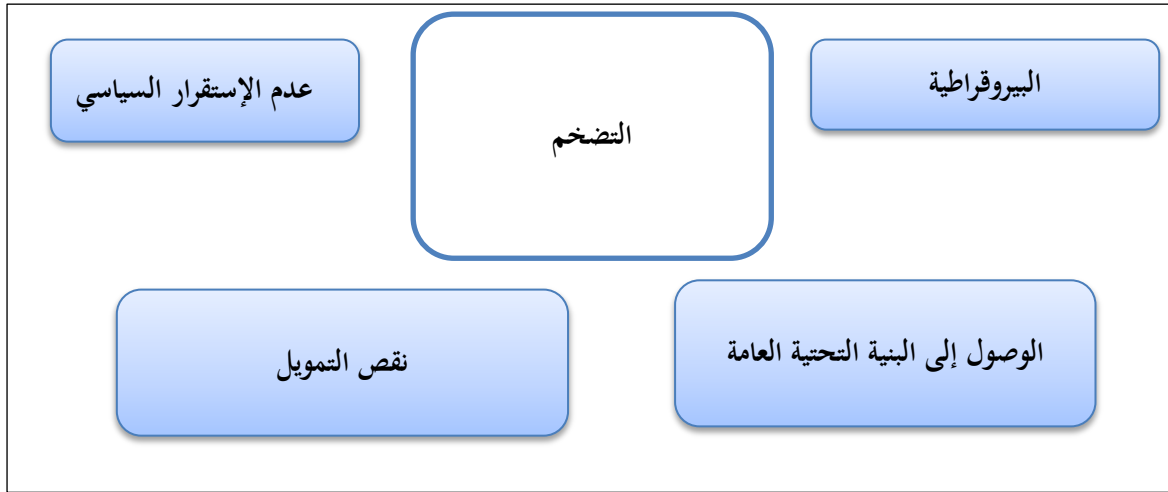 البيروقراطية
التضخم
عدم الإستقرار السياسي
الوصول إلى البنية التحتية العامة
نقص التمويل